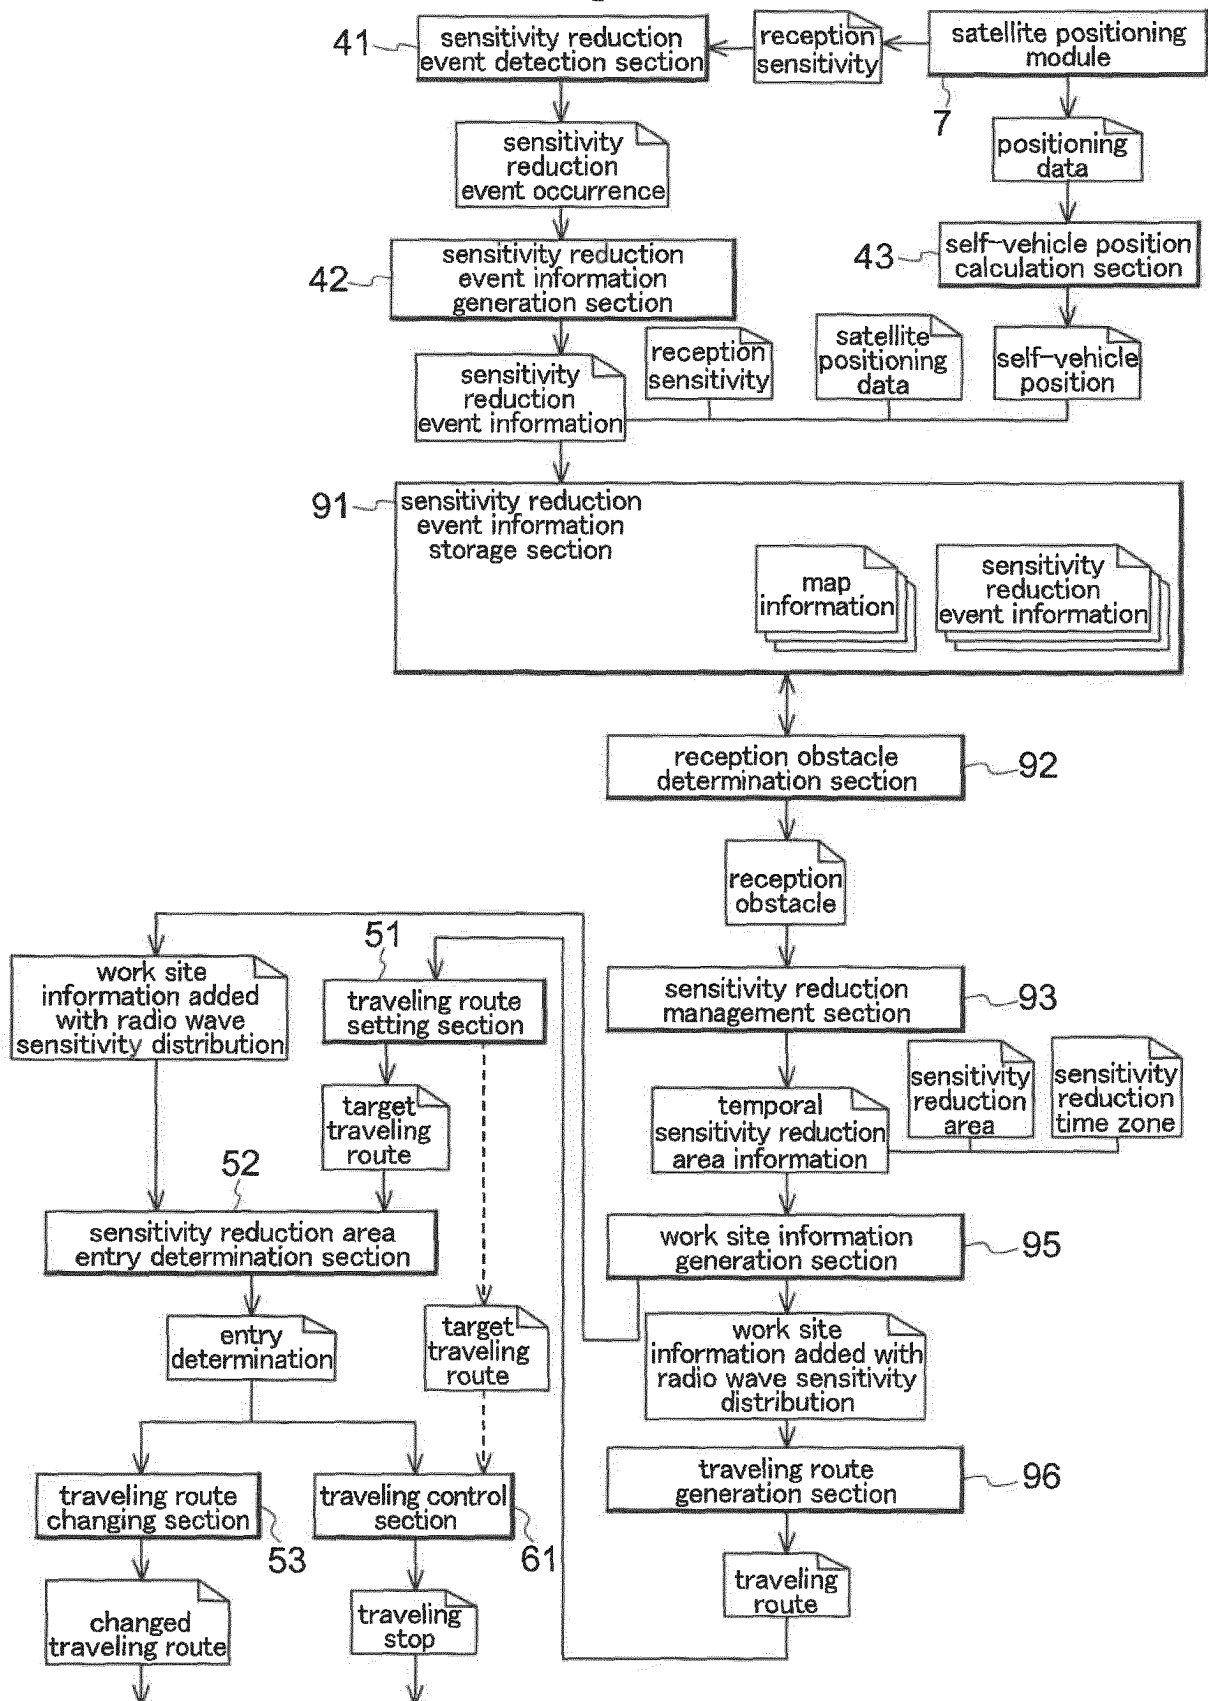 41
sensitivity reduction
event detection section
reception
sensitivity
satellite positioning
module
7
sensitivity
reduction
event occurrence
positioning
data
42
sensitivity reduction
event information
generation section
43
self-vehicle position
calculation section
sensitivity
reduction
event information
reception
sensitivity
satellite
positioning
data
self-vehicle
position
91
sensitivity reduction
event information
storage section
map
information
sensitivity
reduction
event information
reception obstacle
determination section
92
reception
obstacle
work site
information added
with radio wave
sensitivity distribution
51
traveling route
setting section
sensitivity reduction
management section
93
target
traveling
route
temporal
sensitivity reduction
area information
sensitivity
reduction
area
sensitivity
reduction
time zone
52
sensitivity reduction area
entry determination section
work site information
generation section
95
entry
determination
target
traveling
route
work site
information added with
radio wave sensitivity
distribution
traveling route
changing section
53
traveling control
section
61
traveling route
generation section
96
changed
traveling route
traveling
stop
traveling
route